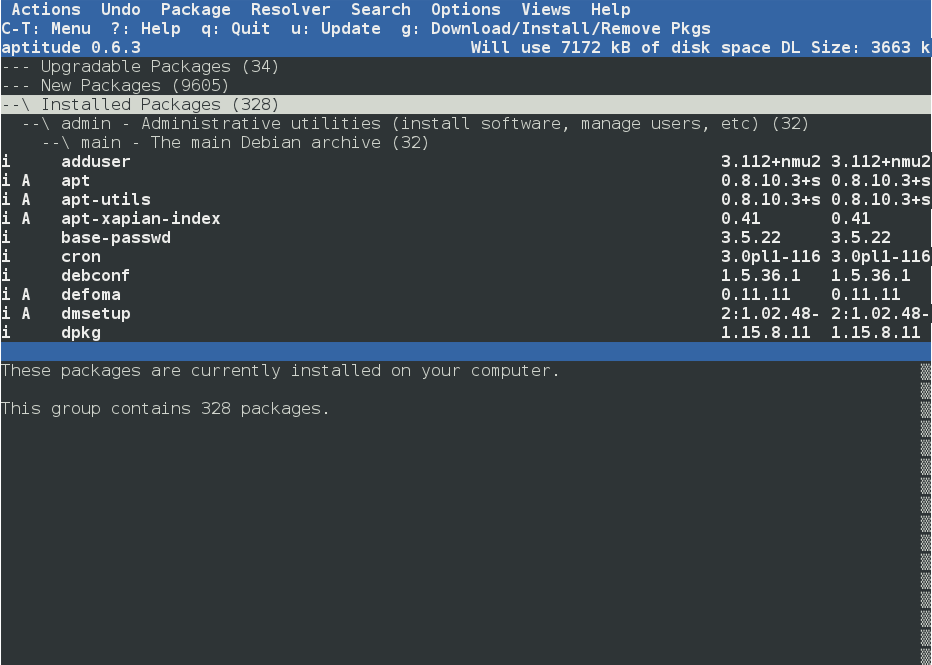 Actions Undo Package Resolver Search Options Views Help
C-T: Menu ?: Help q: Quit u: Update g: Download/Install/Remove Pkgs
aptitude 0.6.3 Will use 7172 kB of disk space DL Size: 3663 k
--- Upgradable Packages (34)
--- New Packages (9605)
--\ Installed Packages (328)
--\ admin - Administrative utilities (install software, manage users, etc) (32)
--\ main - The main Debian archive (32)
i adduser 3.112+nmu2 3.112+nmu2
i A apt 0.8.10.3+s 0.8.10.3+s
i A apt-utils 0.8.10.3+s 0.8.10.3+s
i A apt-xapian-index 0.41 0.41
i base-passwd 3.5.22 3.5.22
i cron 3.0pl1-116 3.0pl1-116
i debconf 1.5.36.1 1.5.36.1
i A defoma 0.11.11 0.11.11
i A dmsetup 2:1.02.48- 2:1.02.48-
i dpkg 1.15.8.11 1.15.8.11
These packages are currently installed on your computer.
This group contains 328 packages.